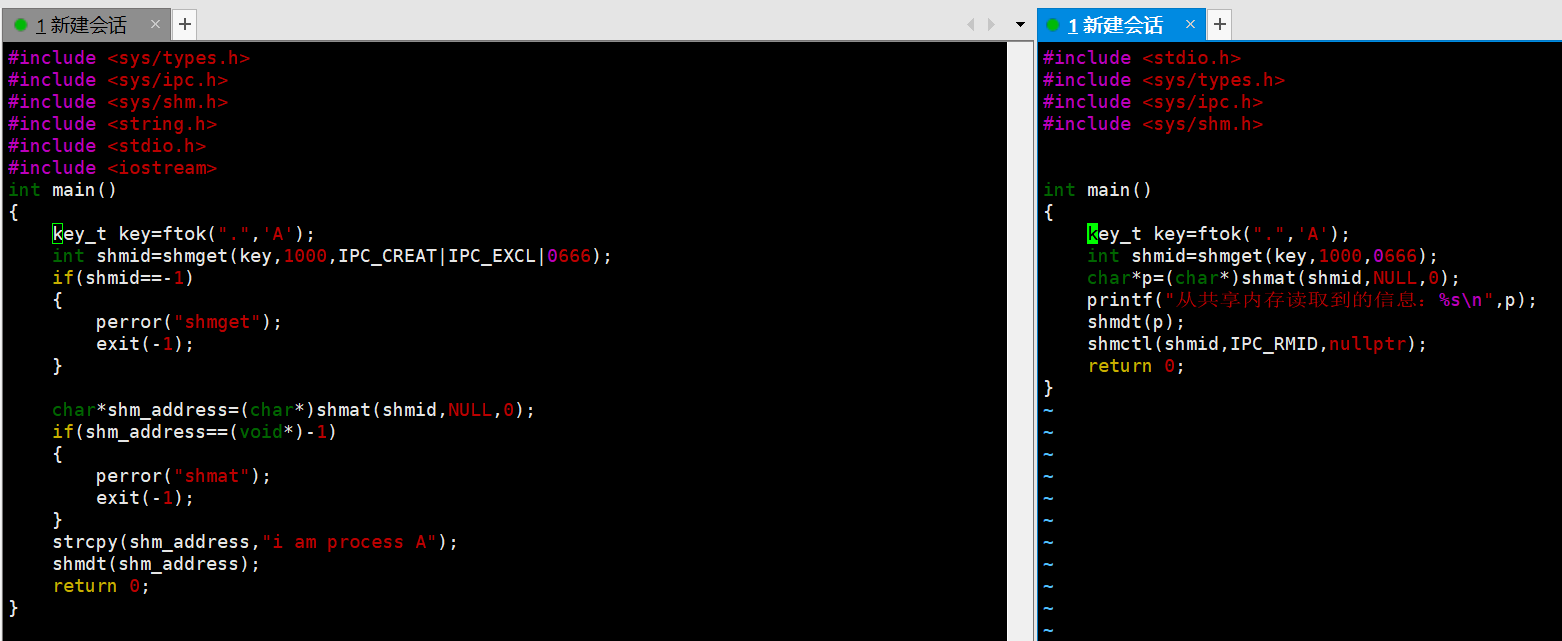 1 新建会话 × +
#include <sys/types.h>
#include <sys/ipc.h>
#include <sys/shm.h>
#include <string.h>
#include <stdio.h>
#include <iostream>
int main()
{
    key_t key=ftok(".",'A');
    int shmid=shmget(key,1000,IPC_CREAT|IPC_EXCL|0666);
    if(shmid==-1)
    {
        perror("shmget");
        exit(-1);
    }

    char*shm_address=(char*)shmat(shmid,NULL,0);
    if(shm_address==(void*)-1)
    {
        perror("shmat");
        exit(-1);
    }
    strcpy(shm_address,"i am process A");
    shmdt(shm_address);
    return 0;
}
1 新建会话 × +
#include <stdio.h>
#include <sys/types.h>
#include <sys/ipc.h>
#include <sys/shm.h>


int main()
{
    key_t key=ftok(".",'A');
    int shmid=shmget(key,1000,0666);
    char*p=(char*)shmat(shmid,NULL,0);
    printf("从共享内存读取到的信息：%s\n",p);
    shmdt(p);
    shmctl(shmid,IPC_RMID,nullptr);
    return 0;
}
~
~
~
~
~
~
~
~
~
~
~